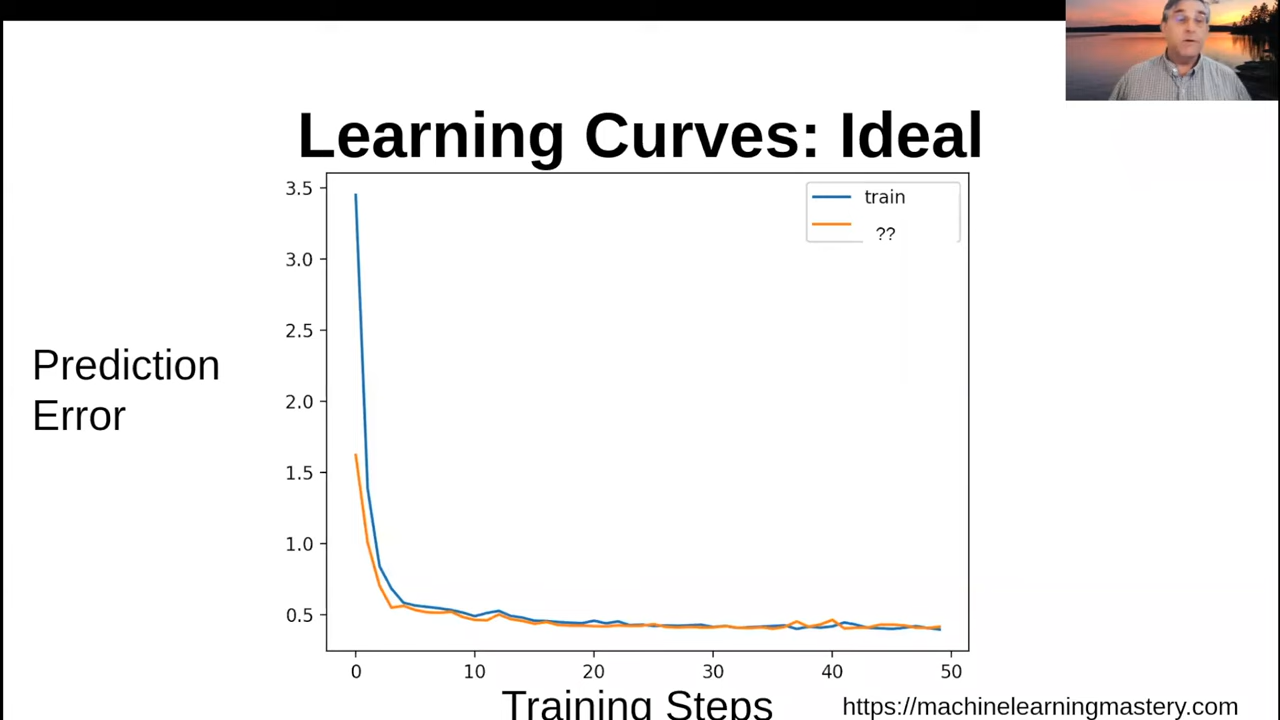 Learning Curves: Ideal
3.5
3.0
2.5
2.0
1.5
1.0
0.5
train
??
Prediction
Error
0 10 20 30 40 50
Training Steps
https://machinelearningmastery.com